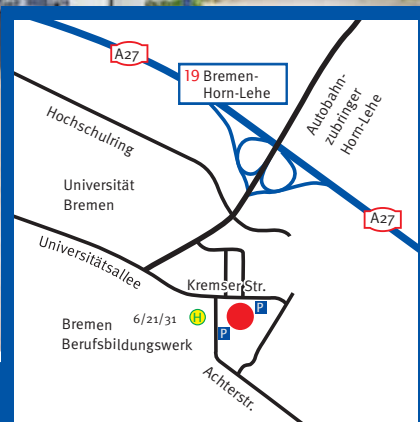 A27
19 Bremen-
Horn-Lehe
Autobahn-
zubringer
Horn-Lehe
Hochschulring
Universität
Bremen
A27
Universitätsallee
Kremser Str.
P
6/21/31 H
Bremen
Berufsbildungswerk
P
Achterstr.